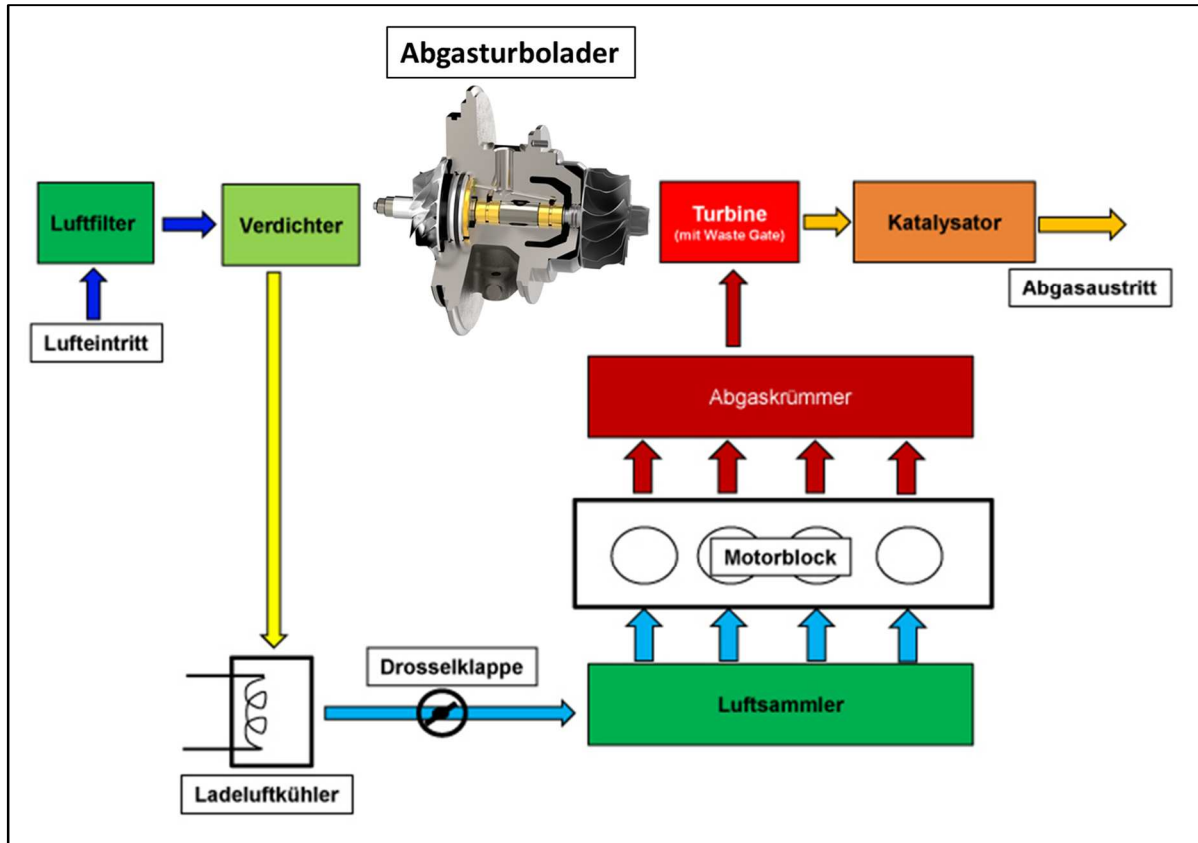 Abgasturbolader
Luftfilter
Verdichter
Turbine
(mit Waste Gate)
Katalysator
Lufteintritt
Abgasaustritt
Abgaskrümmer
Motorblock
Drosselklappe
Luftsammler
Ladeluftkühler